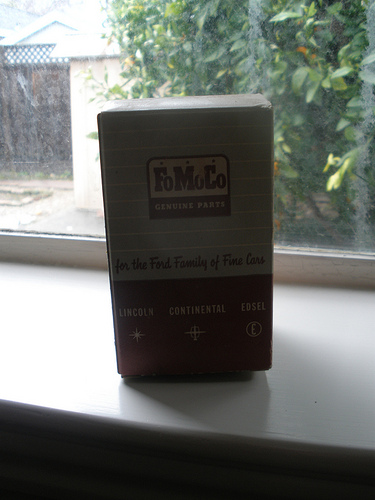 FoMoCo
GENUINE PARTS
for the Ford Family of Fine Cars
LINCOLN CONTINENTAL EDSEL
E